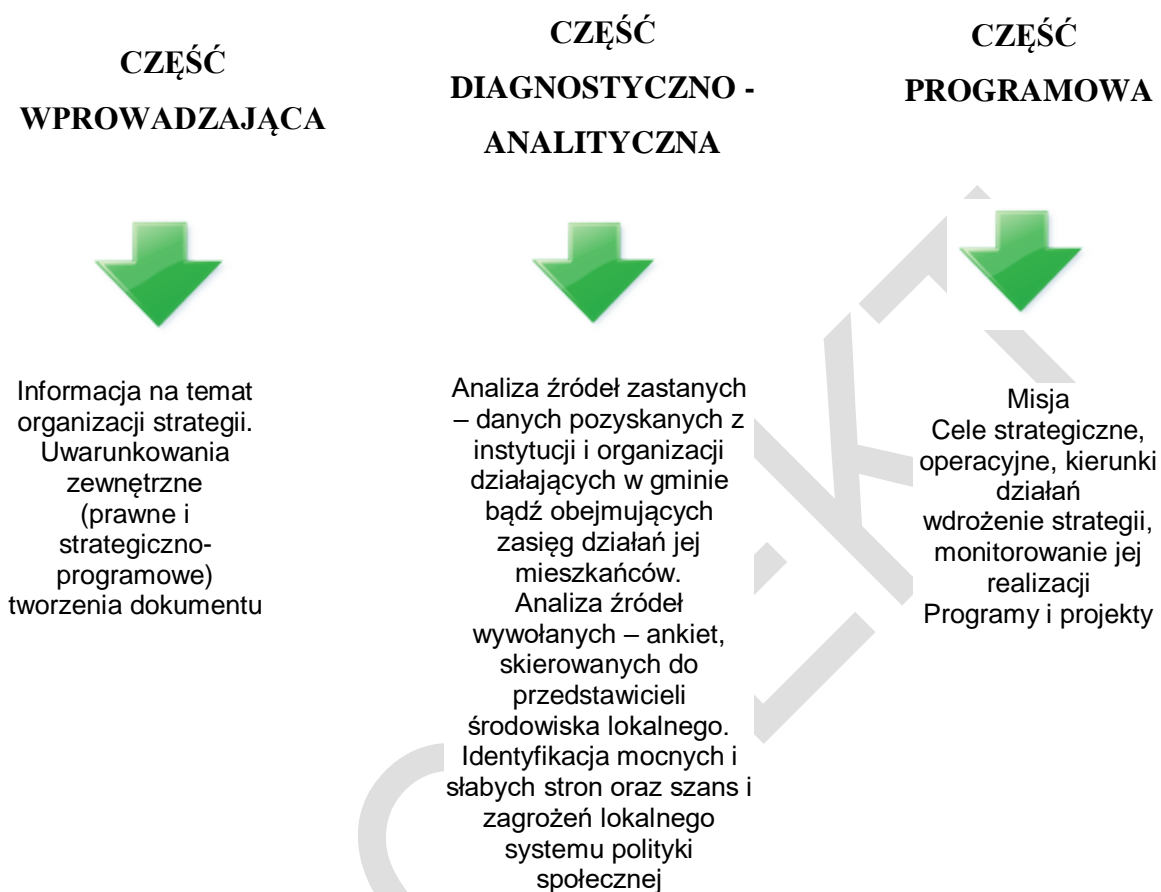 CZĘŚĆ
WPROWADZAJĄCA
Informacja na temat
organizacji strategii.
Uwarunkowania
zewnętrzne
(prawne i
strategiczno-
programowe)
tworzenia dokumentu
CZĘŚĆ
DIAGNOSTYCZNO -
ANALITYCZNA
Analiza źródeł zastanych
– danych pozyskanych z
instytucji i organizacji
działających w gminie
bądź obejmujących
zasięg działań jej
mieszkańców.
Analiza źródeł
wywołanych – ankiet,
skierowanych do
przedstawicieli
środowiska lokalnego.
Identyfikacja mocnych i
słabych stron oraz szans i
zagrożeń lokalnego
systemu polityki
społecznej
CZĘŚĆ
PROGRAMOWA
Misja
Cele strategiczne,
operacyjne, kierunki
działań
wdrożenie strategii,
monitorowanie jej
realizacji
Programy i projekty